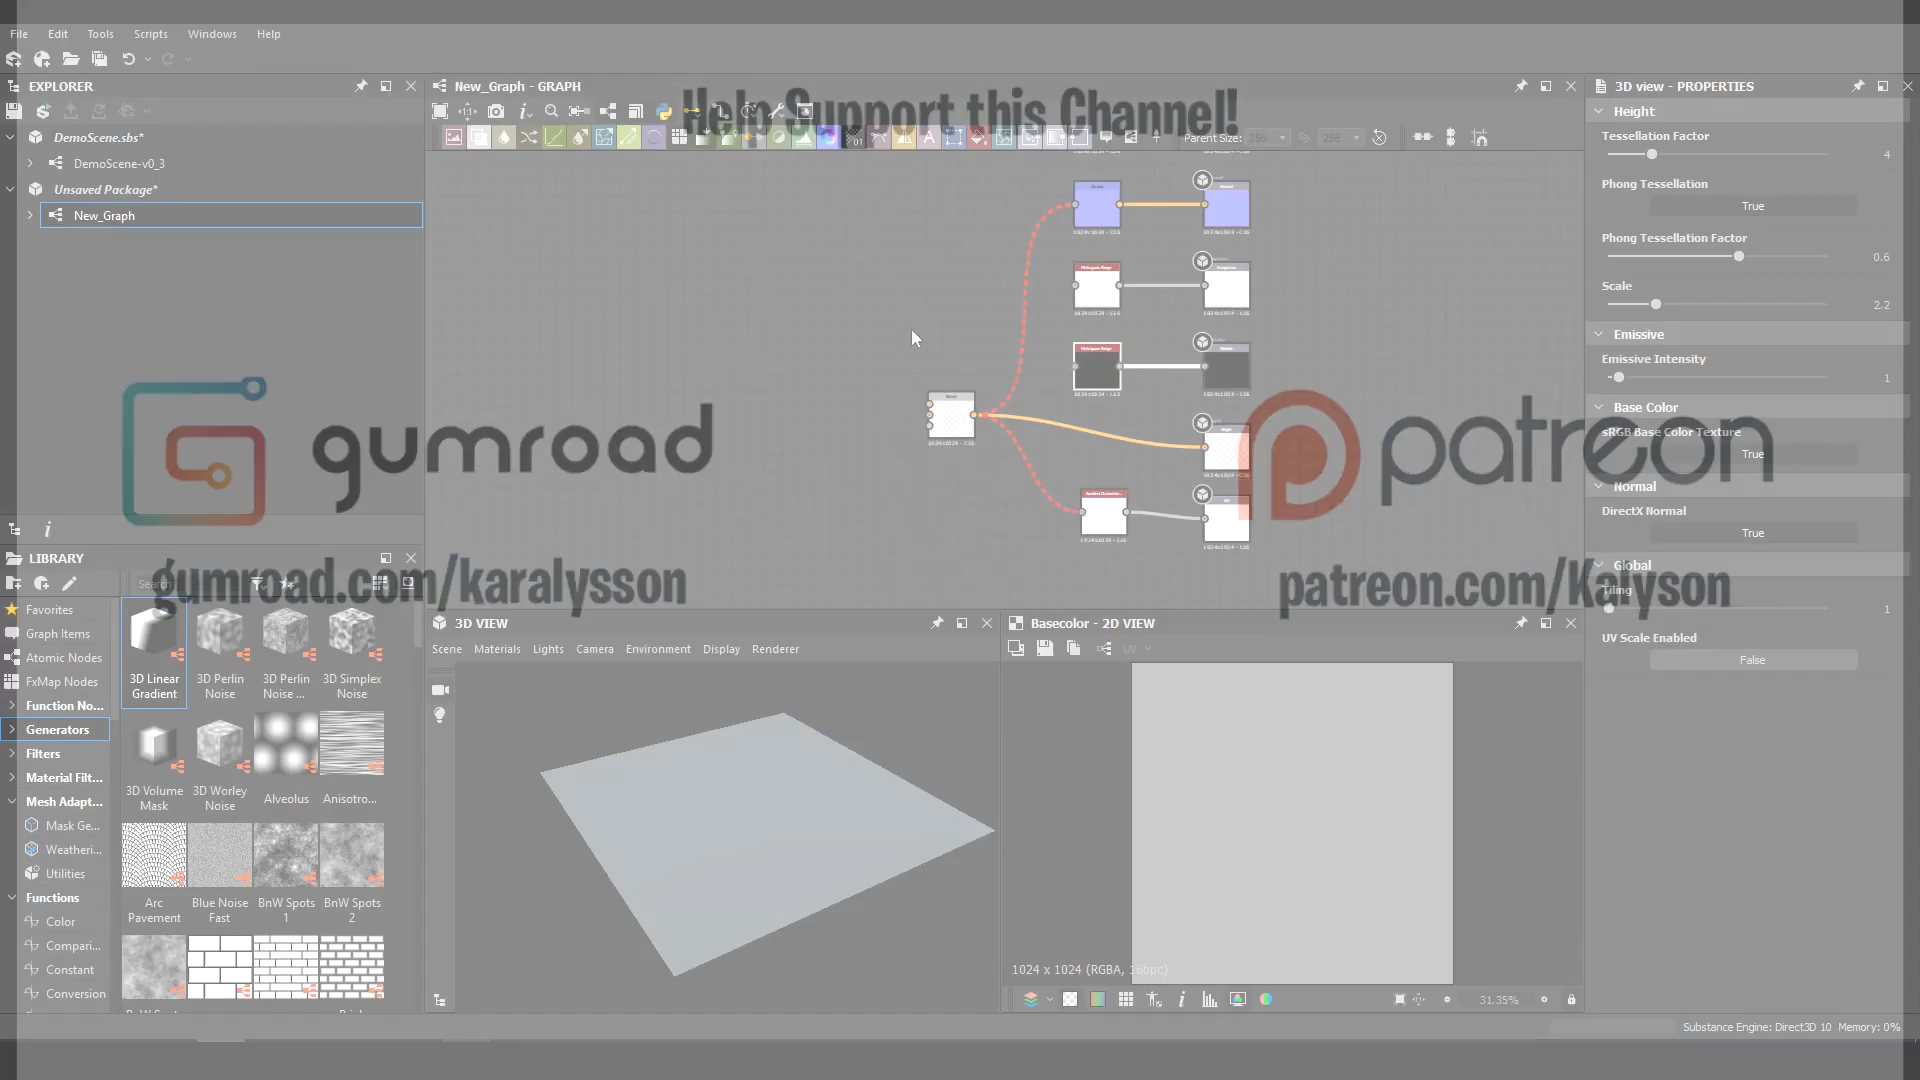 File Edit Tools Scripts Windows Help
EXPLORER
DemoScene.sbs*
DemoScene-v0_3
Unsaved Package*
New_Graph
New_Graph - GRAPH
Help Support this Channel!
Parent Size: 256 256
gumroad
gumroad.com/karalysson
patreon
patreon.com/Kalyson
LIBRARY
Search
Favorites
Graph Items
Atomic Nodes
FxMap Nodes
Function No...
Generators
Filters
Material Filt...
Mesh Adapt...
Mask Ge...
Weatheri...
Utilities
Functions
Color
Compari...
Constant
Conversion
3D Linear Gradient
3D Perlin Noise
3D Perlin Noise ...
3D Simplex Noise
3D Volume Mask
3D Worley Noise
Alveolus
Anisotro...
Arc Pavement
Blue Noise Fast
BnW Spots 1
BnW Spots 2
3D VIEW
Scene Materials Lights Camera Environment Display Renderer
Basecolor - 2D VIEW
UV
1024 x 1024 (RGBA, 16bpc)
31.35%
3D view - PROPERTIES
Height
Tessellation Factor
4
Phong Tessellation
True
Phong Tessellation Factor
0.6
Scale
2.2
Emissive
Emissive Intensity
1
Base Color
sRGB Base Color Texture
True
Normal
DirectX Normal
True
Global
Tiling
1
UV Scale Enabled
False
Substance Engine: Direct3D 10 Memory: 0%